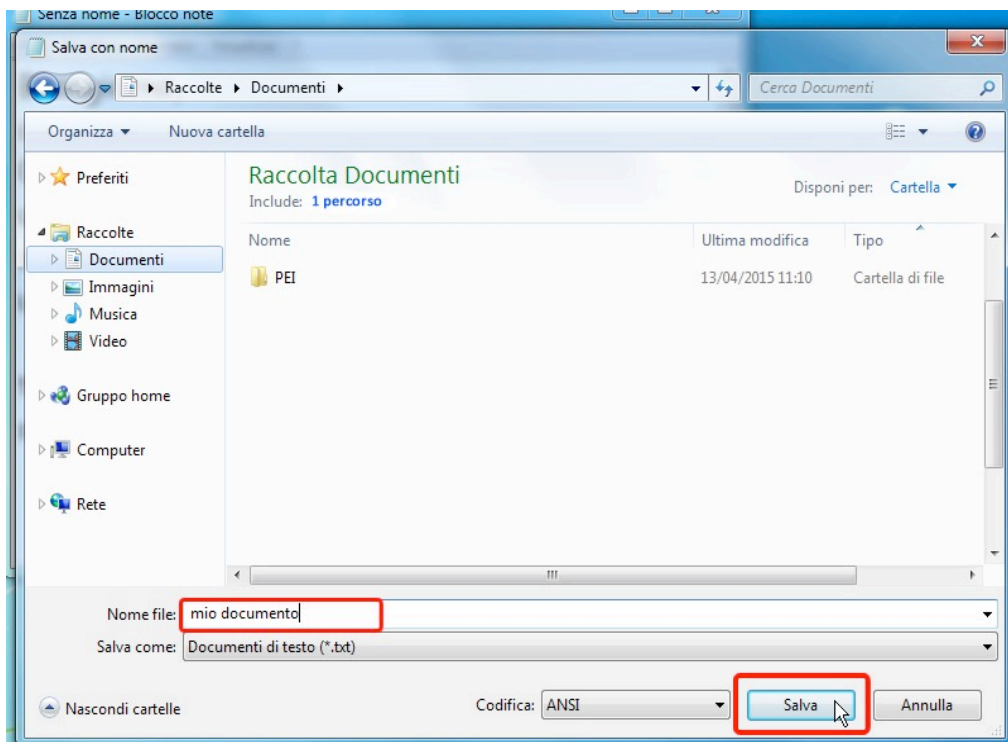 Senza nome - Blocco note
Salva con nome
Raccolte Documenti
Cerca Documenti
Organizza Nuova cartella
Preferiti
Raccolte
Documenti
Immagini
Musica
Video
Gruppo home
Computer
Rete
Raccolta Documenti
Include: 1 percorso
Disponi per: Cartella
Nome Ultima modifica Tipo
PEI 13/04/2015 11:10 Cartella di file
Nome file: mio documento
Salva come: Documenti di testo (*.txt)
Nascondi cartelle Codifica: ANSI Salva Annulla